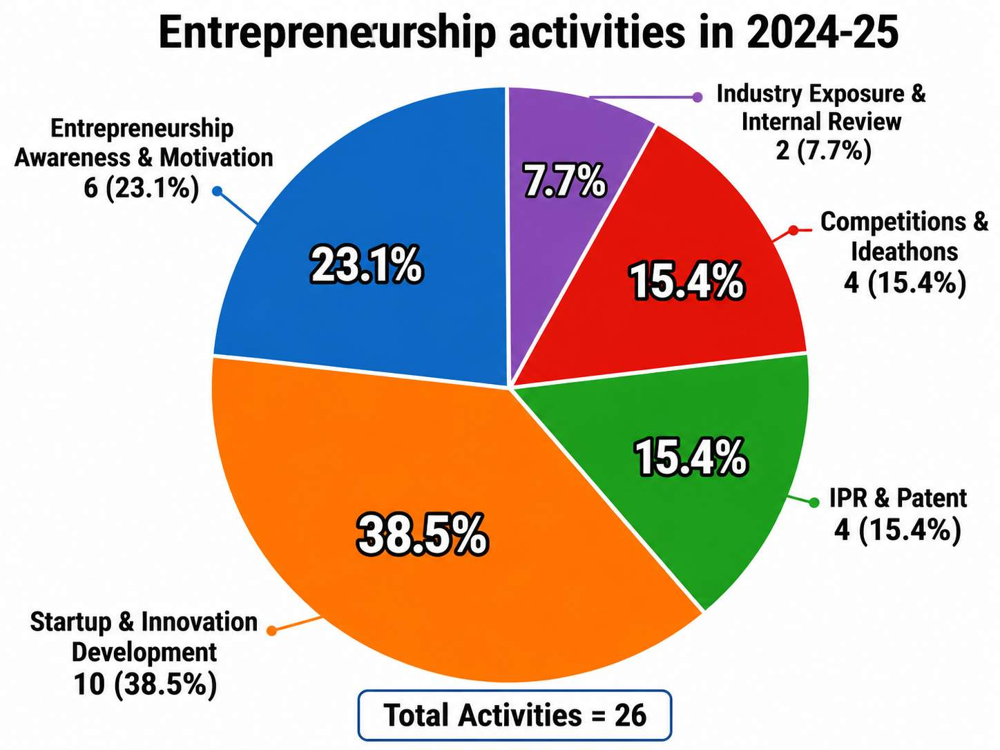 Entrepreneurship activities in 2024-25
Industry Exposure &
Internal Review
2 (7.7%)
Entrepreneurship
Awareness & Motivation
6 (23.1%)
7.7%
Competitions &
Ideathons
4 (15.4%)
23.1%
15.4%
15.4%
IPR & Patent
4 (15.4%)
38.5%
Startup & Innovation
Development
10 (38.5%)
Total Activities = 26